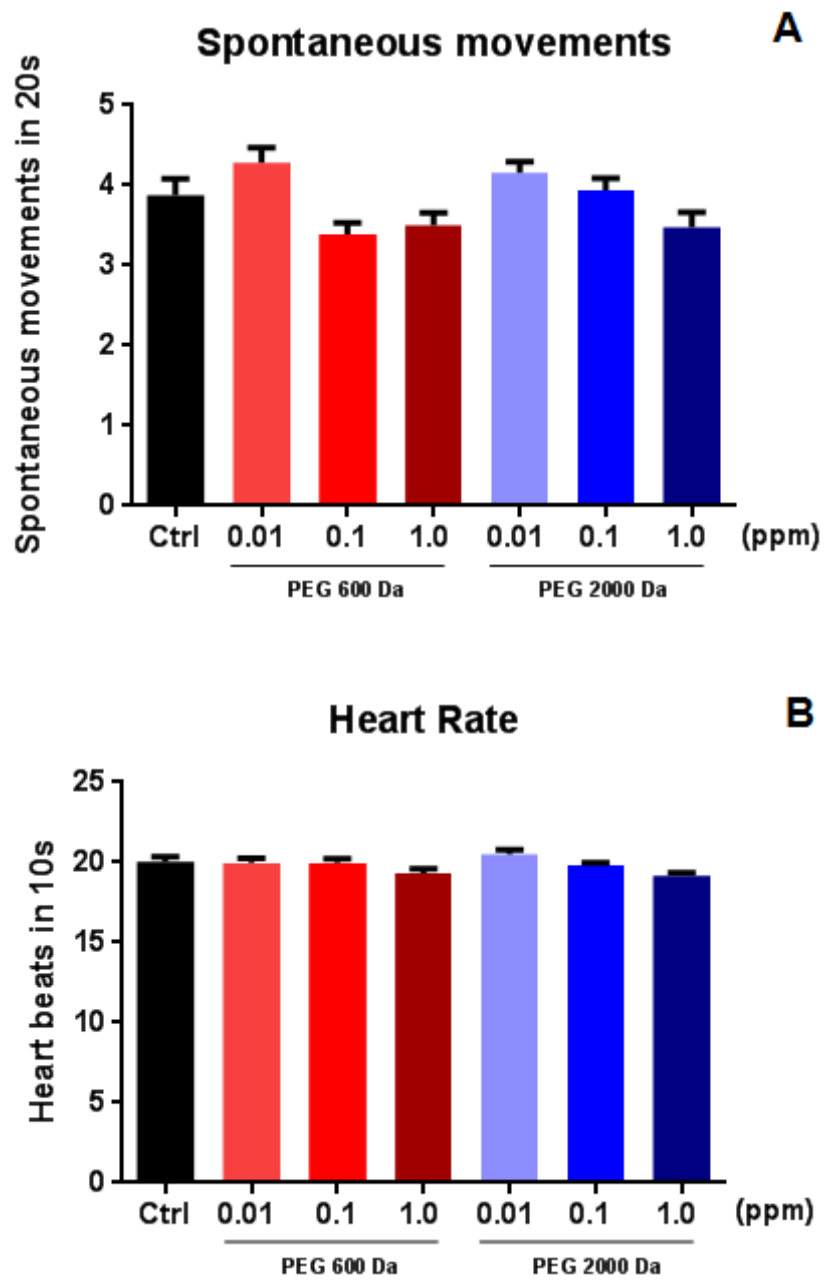 A
Spontaneous movements
Spontaneous movements in 20s
5
4
3
2
1
0
Ctrl 0.01 0.1 1.0 0.01 0.1 1.0 (ppm)
PEG 600 Da PEG 2000 Da
B
Heart Rate
Heart beats in 10s
25
20
15
10
5
0
Ctrl 0.01 0.1 1.0 0.01 0.1 1.0 (ppm)
PEG 600 Da PEG 2000 Da